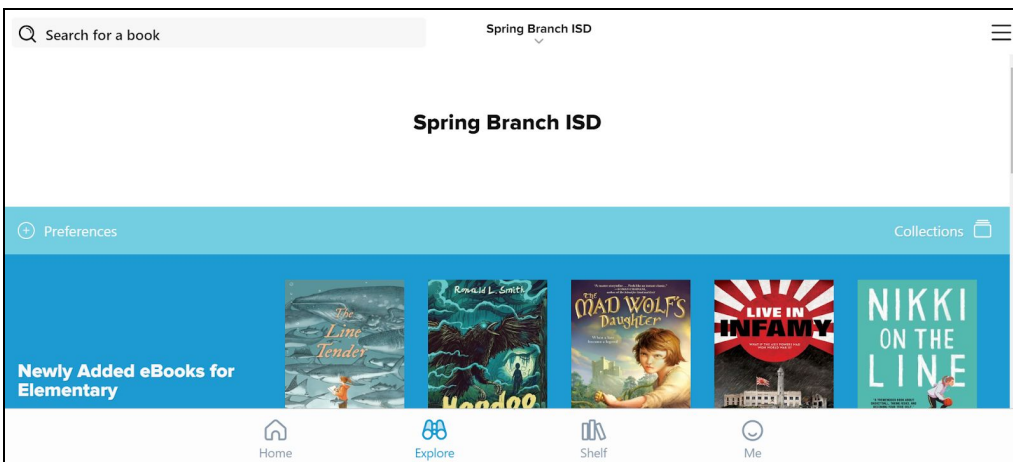 Search for a book
Spring Branch ISD
Spring Branch ISD
Preferences
Collections
Newly Added eBooks for
Elementary
The
Line
Tender
Ronald L. Smith
Hoodoo
THE
MAD WOLF'S
Daughter
LIVE IN
INFAMY
NIKKI
ON THE
LINE
Home
Explore
Shelf
Me